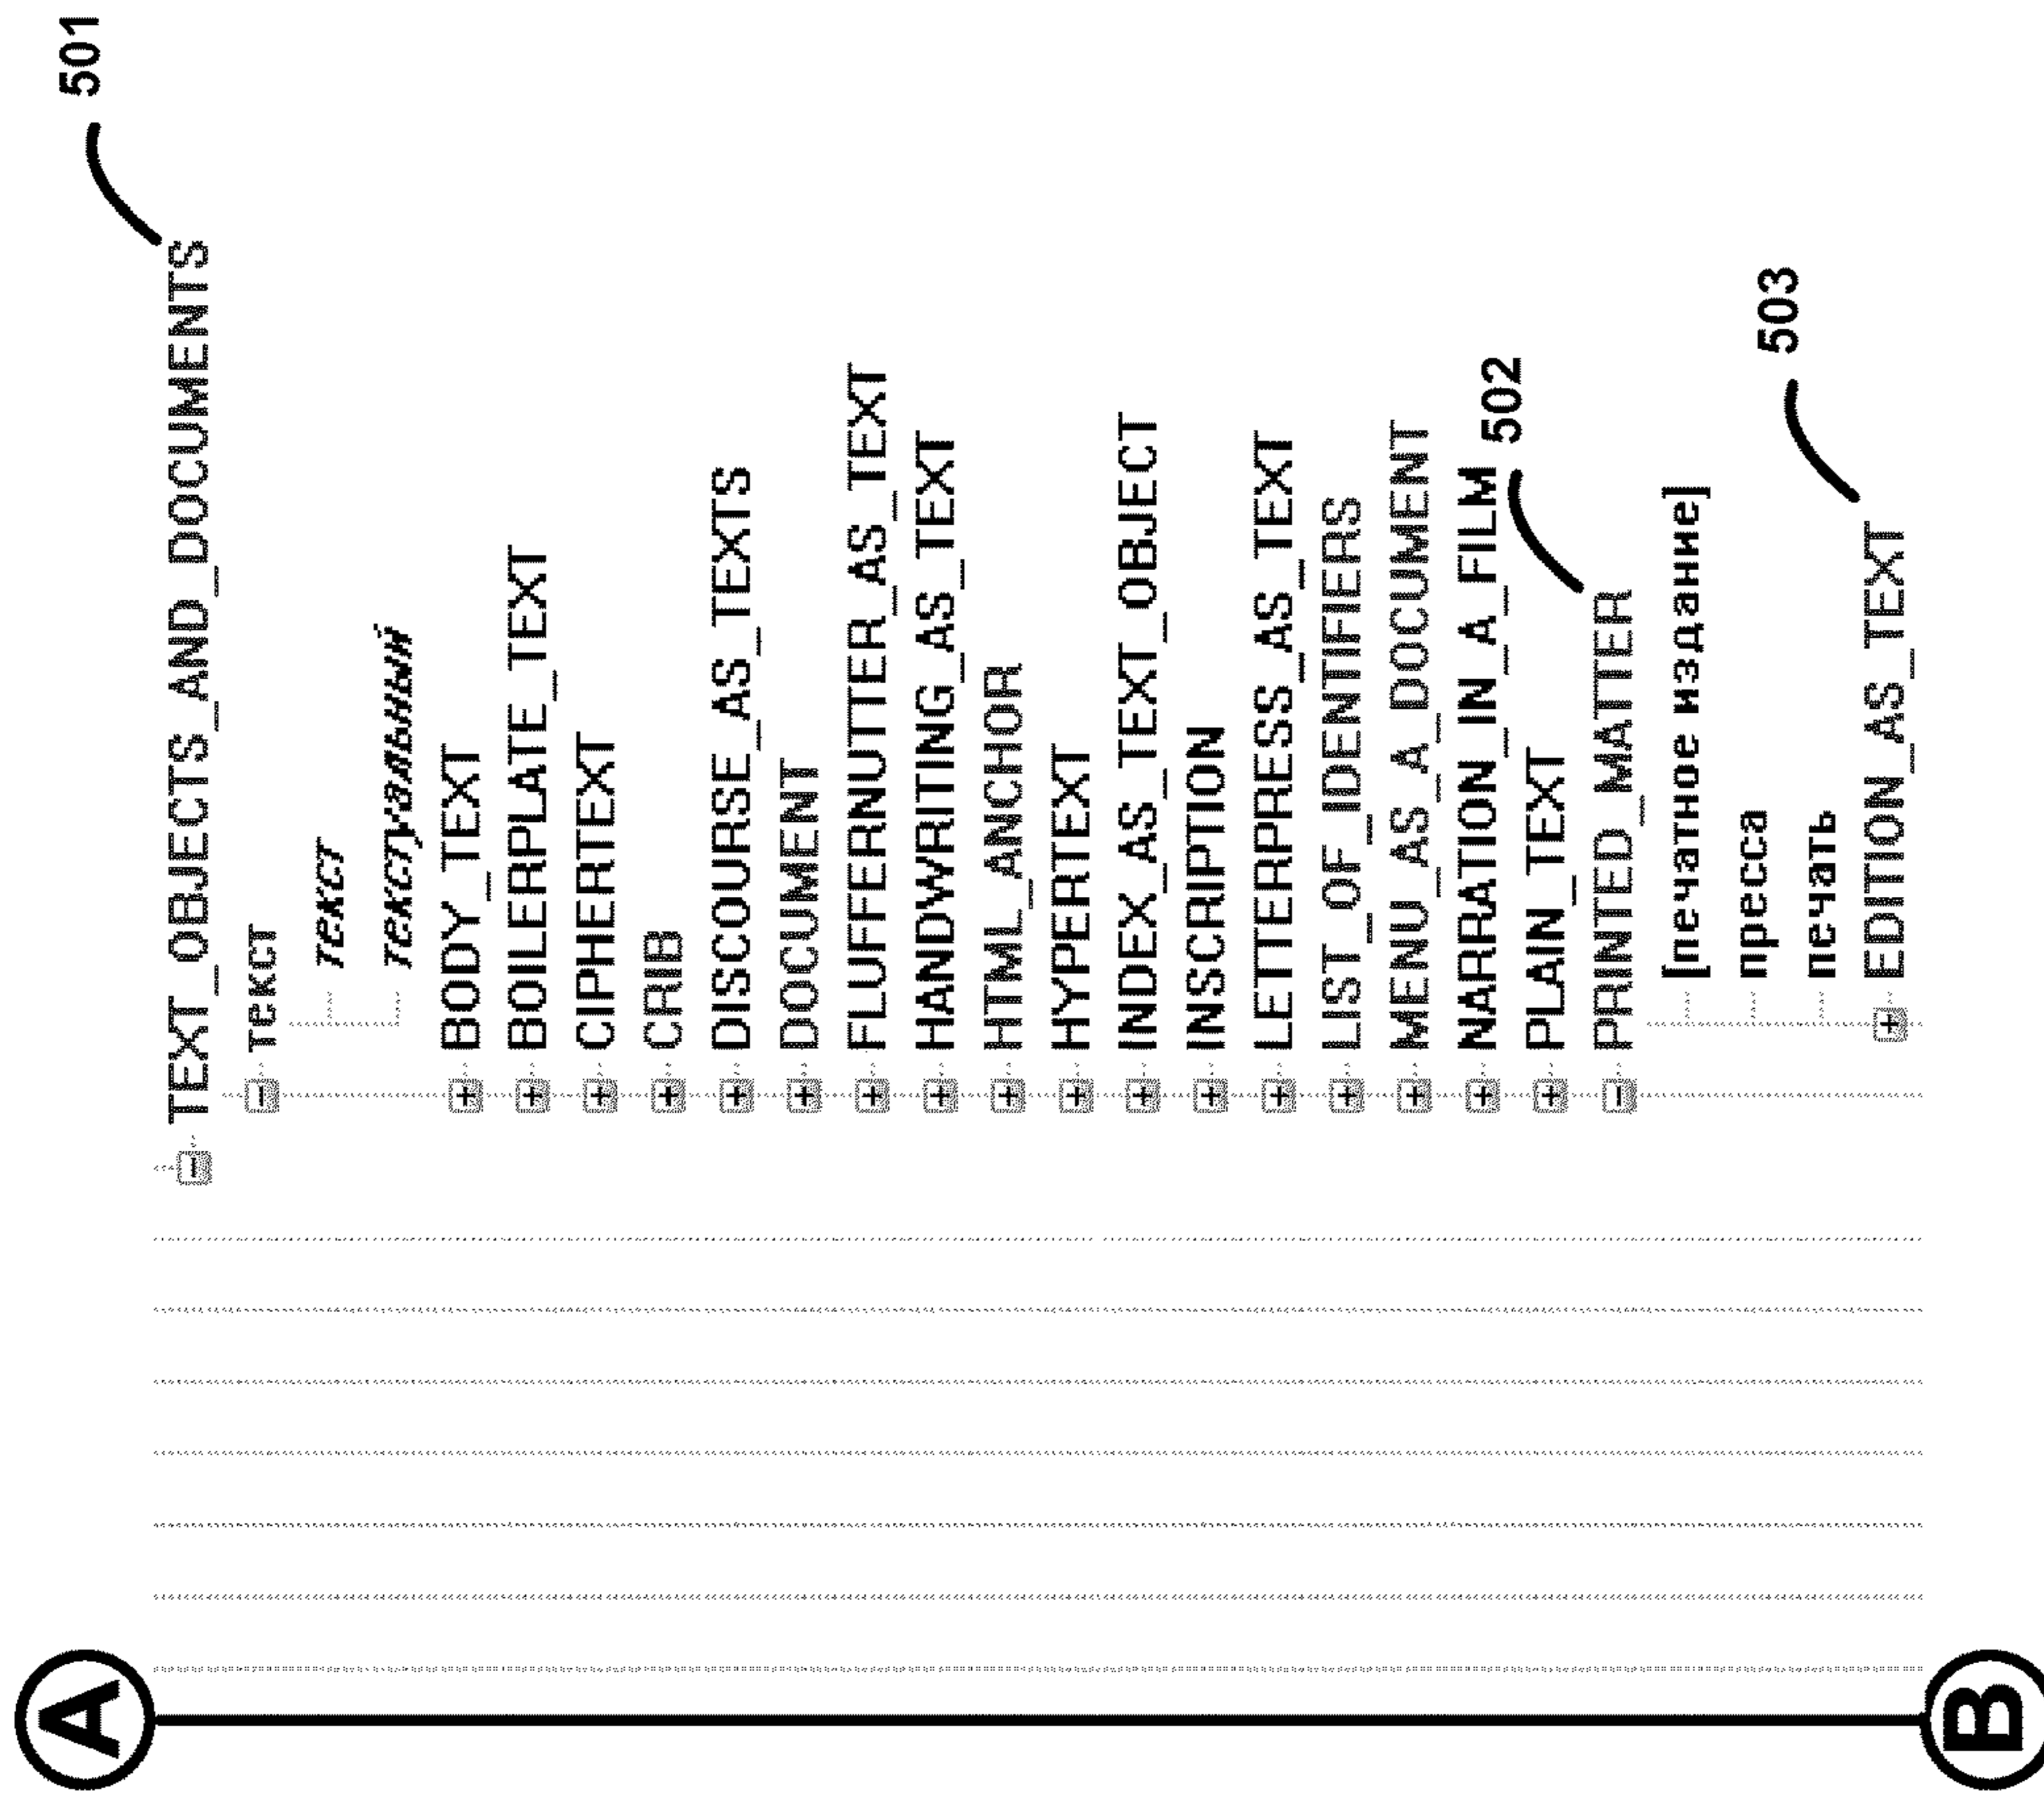 A
501
TEXT_OBJECTS_AND_DOCUMENTS
текст
текст
текстуальный
BODY_TEXT
BOILERPLATE_TEXT
CIPHERTEXT
CRIB
DISCOURSE_AS_TEXTS
DOCUMENT
FLUFFERNUTTER_AS_TEXT
HANDWRITING_AS_TEXT
HTML_ANCHOR
HYPERTEXT
INDEX_AS_TEXT_OBJECT
INSCRIPTION
LETTERPRESS_AS_TEXT
LIST_OF_IDENTIFIERS
MENU_AS_A_DOCUMENT
NARRATION_IN_A_FILM
502
PLAIN_TEXT
PRINTED_MATTER
[печатное издание]
пресса
503
печать
EDITION_AS_TEXT
B